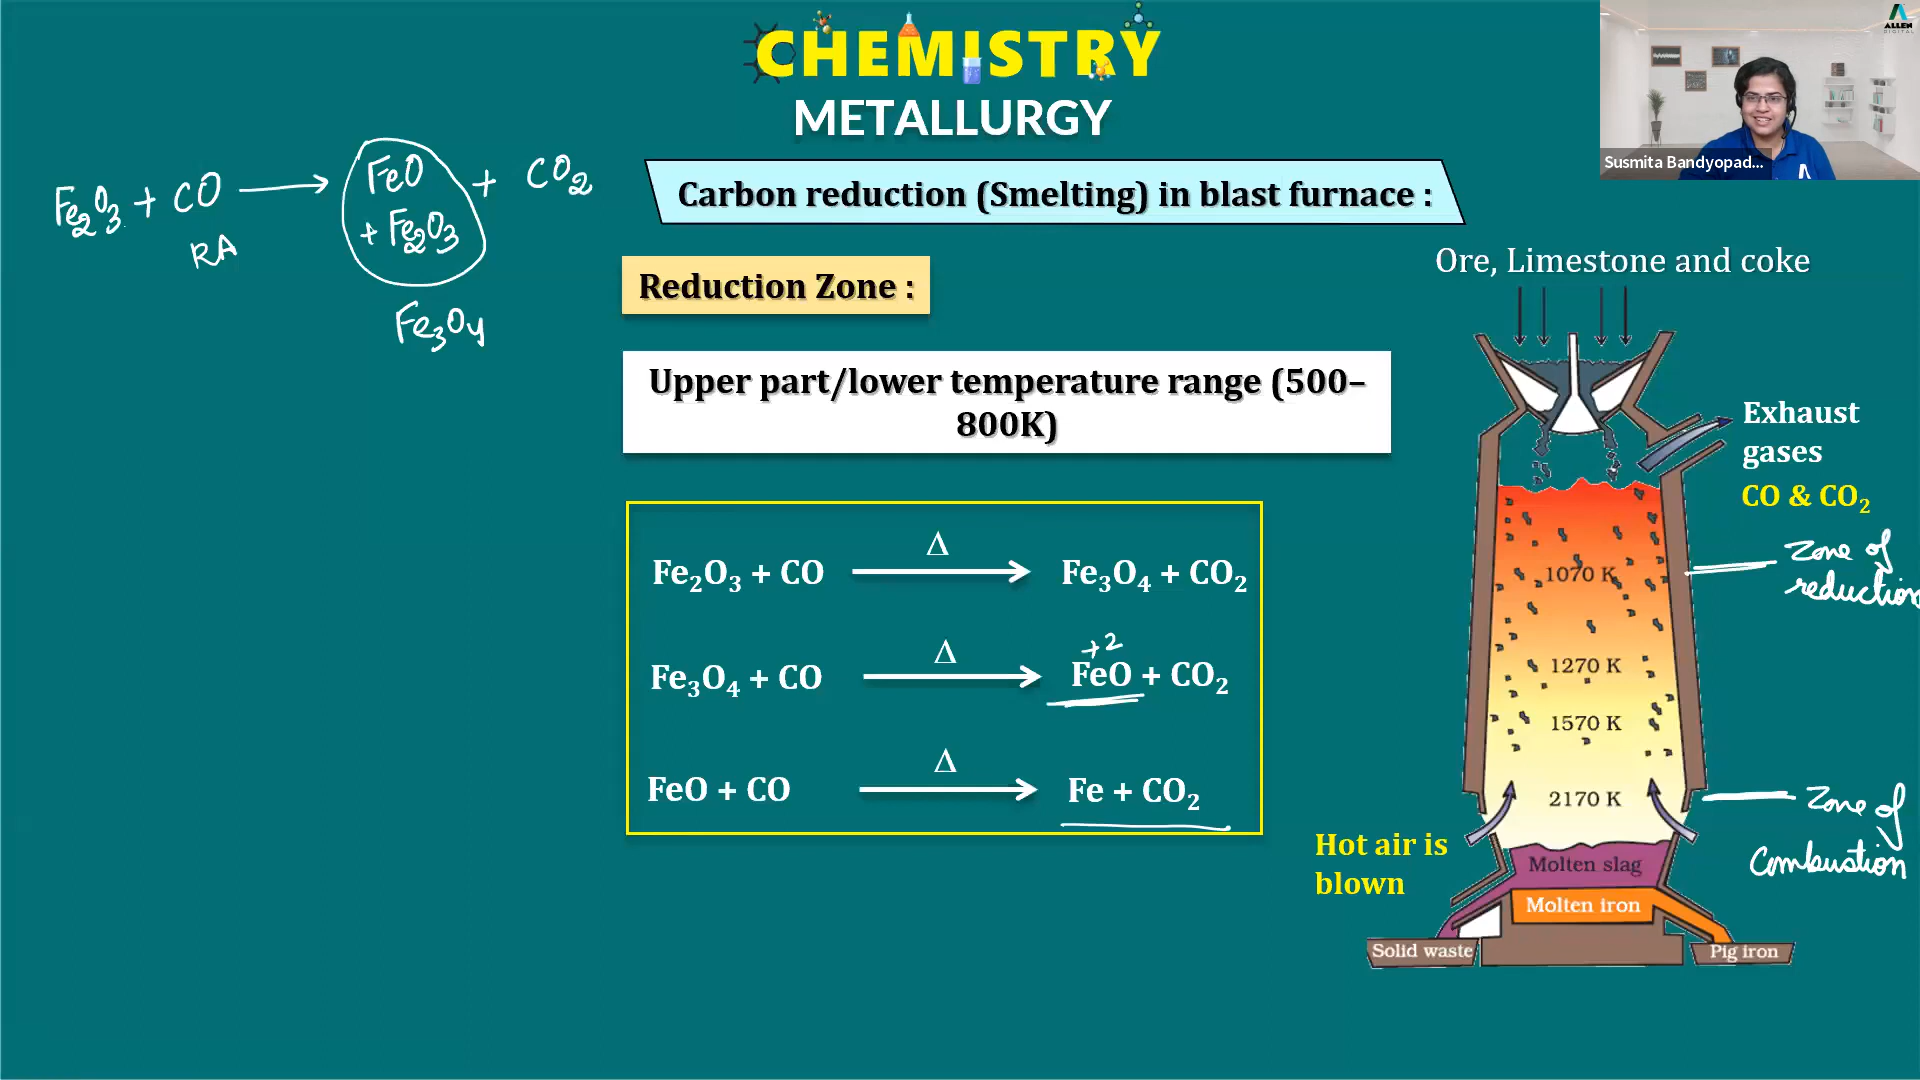 CHEMISTRY
METALLURGY
ALLEN
DIGITAL
Susmita Bandyopad...
Fe₂O₃ + CO ⟶ FeO + Fe₂O₃ + CO₂
RA
Fe₃O₄
Carbon reduction (Smelting) in blast furnace :
Reduction Zone :
Upper part/lower temperature range (500–
800K)
Δ
Fe₂O₃ + CO ⟶ Fe₃O₄ + CO₂
Δ
+2
Fe₃O₄ + CO ⟶ FeO + CO₂
Δ
FeO + CO ⟶ Fe + CO₂
Ore, Limestone and coke
Exhaust
gases
CO & CO₂
Zone of
reduction
1070 K
1270 K
1570 K
2170 K
Zone of
Combustion
Hot air is
blown
Molten slag
Molten iron
Solid waste
Pig iron